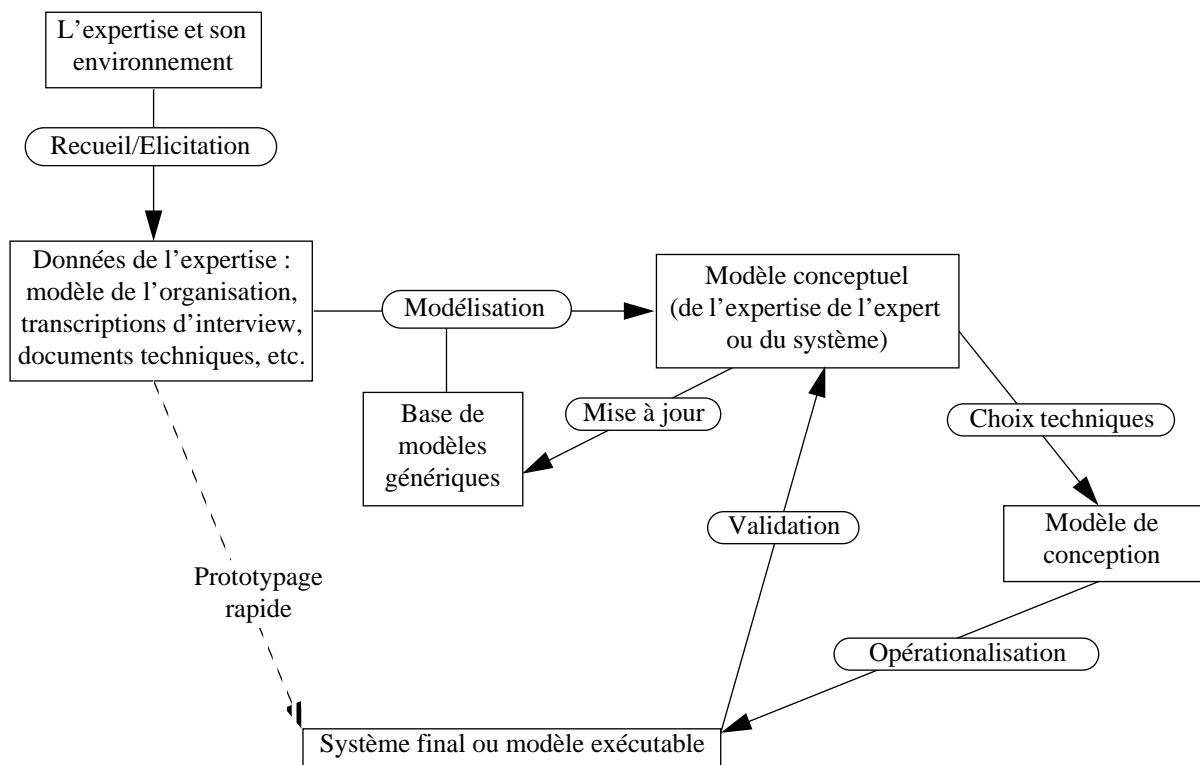 L’expertise et son
environnement
Recueil/Elicitation
Données de l’expertise :
modèle de l’organisation,
transcriptions d’interview,
documents techniques, etc.
Modélisation
Modèle conceptuel
(de l’expertise de l’expert
ou du système)
Base de
modèles
génériques
Mise à jour
Choix techniques
Validation
Modèle de
conception
Prototypage
rapide
Opérationalisation
Système final ou modèle exécutable